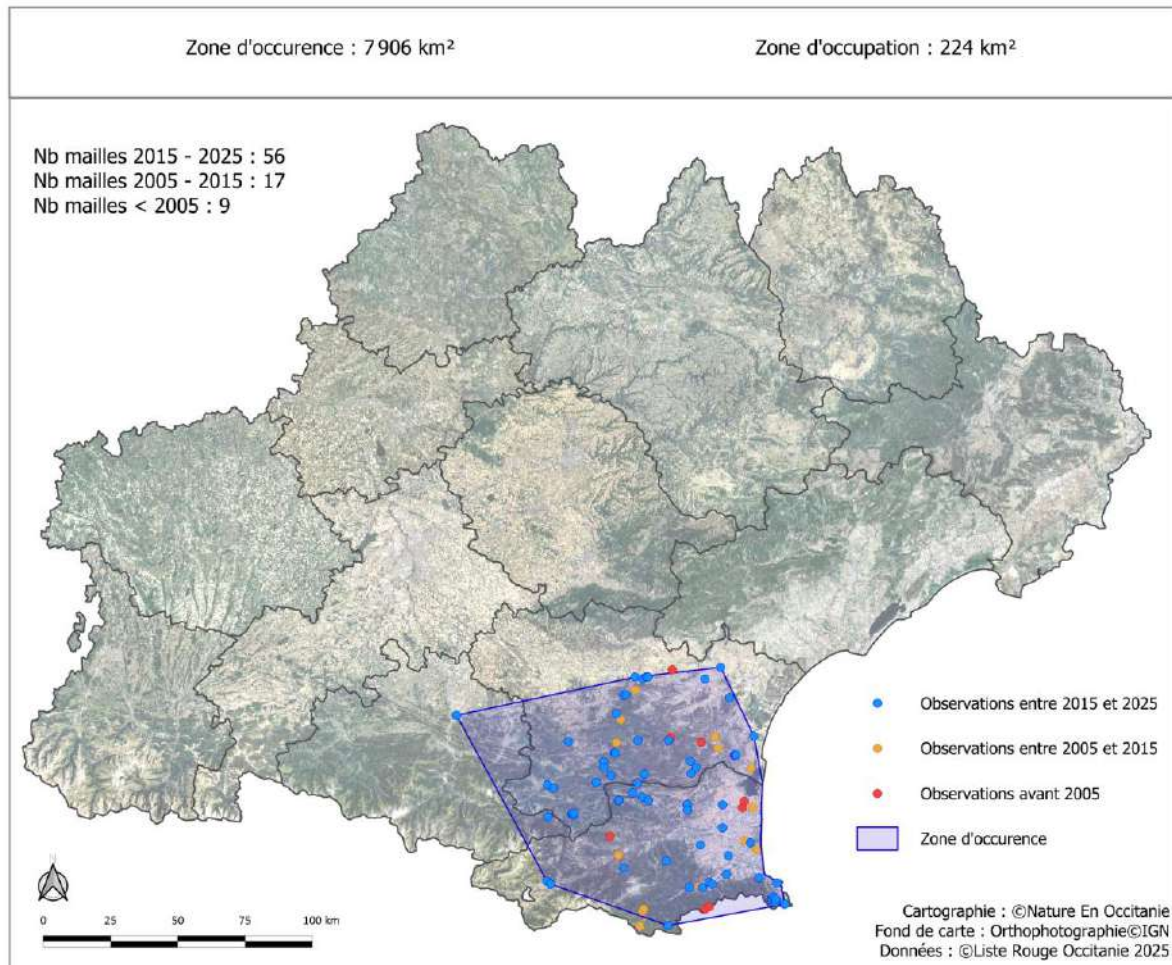 Zone d'occurence : 7 906 km²
Zone d'occupation : 224 km²
Nb mailles 2015 - 2025 : 56
Nb mailles 2005 - 2015 : 17
Nb mailles < 2005 : 9
Observations entre 2015 et 2025
Observations entre 2005 et 2015
Observations avant 2005
Zone d'occurence
N
0 25 50 75 100 km
Cartographie : ©Nature En Occitanie
Fond de carte : Orthophotographie©IGN
Données : ©Liste Rouge Occitanie 2025